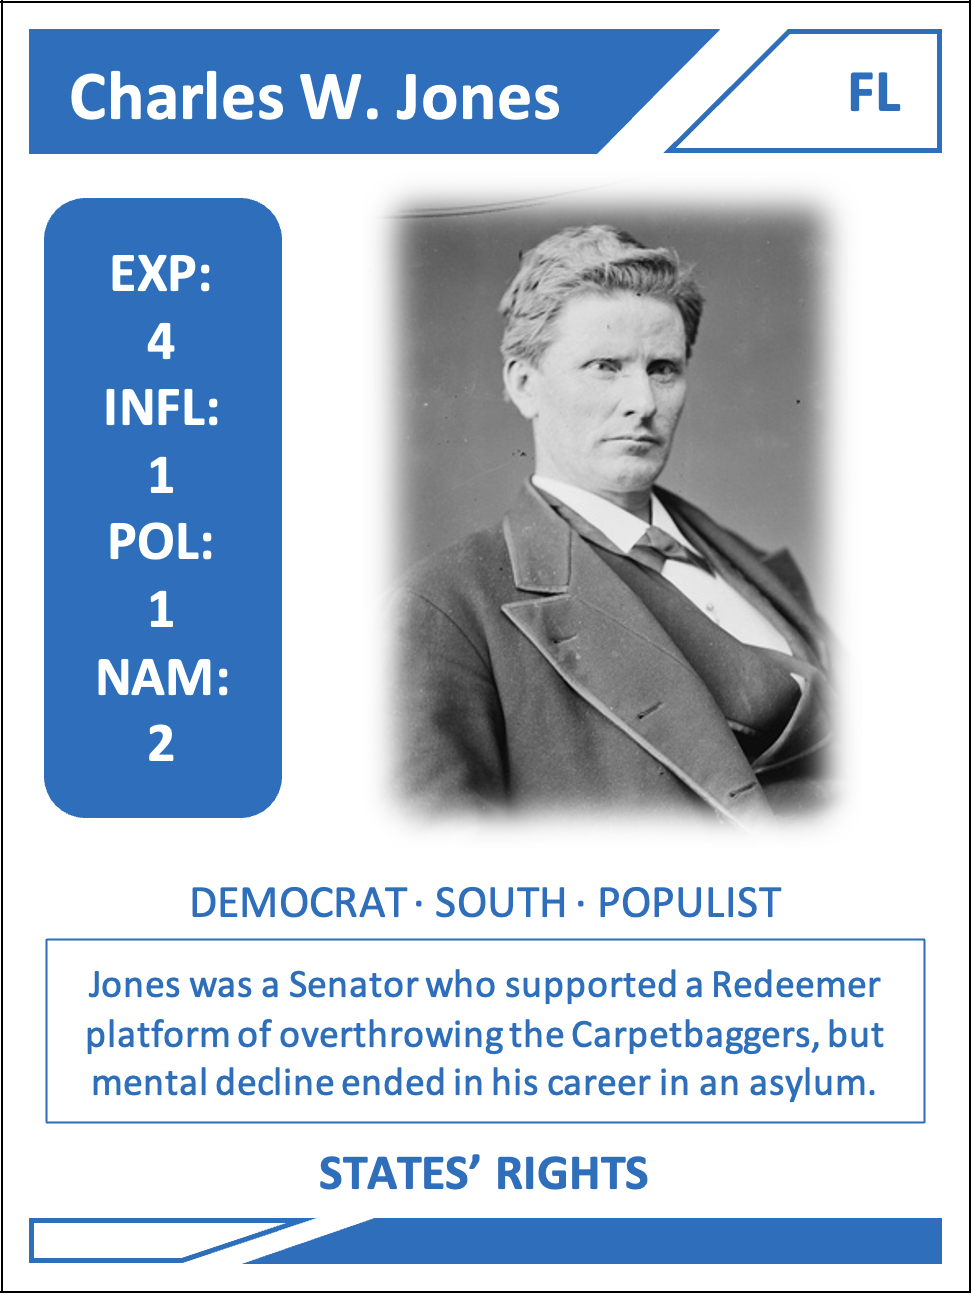 Charles W. Jones
FL
EXP:
4
INFL:
1
POL:
1
NAM:
2
DEMOCRAT · SOUTH · POPULIST
Jones was a Senator who supported a Redeemer
platform of overthrowing the Carpetbaggers, but
mental decline ended in his career in an asylum.
STATES’ RIGHTS